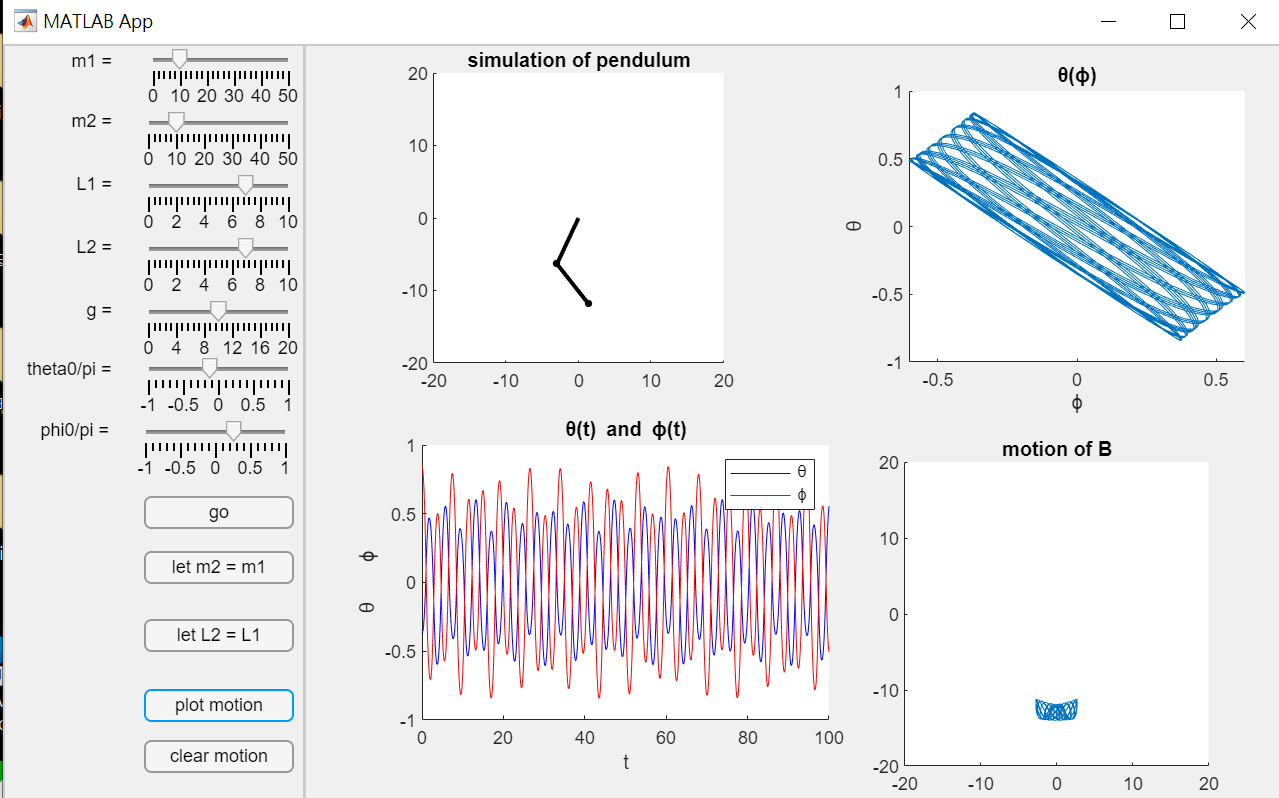 MATLAB App
m1 =
0 10 20 30 40 50
m2 =
0 10 20 30 40 50
L1 =
0 2 4 6 8 10
L2 =
0 2 4 6 8 10
g =
0 4 8 12 16 20
theta0/pi =
-1 -0.5 0 0.5 1
phi0/pi =
-1 -0.5 0 0.5 1
go
let m2 = m1
let L2 = L1
plot motion
clear motion
simulation of pendulum
20
10
0
-10
-20
-20 -10 0 10 20
θ(ϕ)
1
0.5
0
-0.5
-1
θ
-0.5 0 0.5
ϕ
θ(t) and ϕ(t)
θ
ϕ
1
0.5
0
-0.5
-1
θ ϕ
0 20 40 60 80 100
t
motion of B
20
10
0
-10
-20
-20 -10 0 10 20